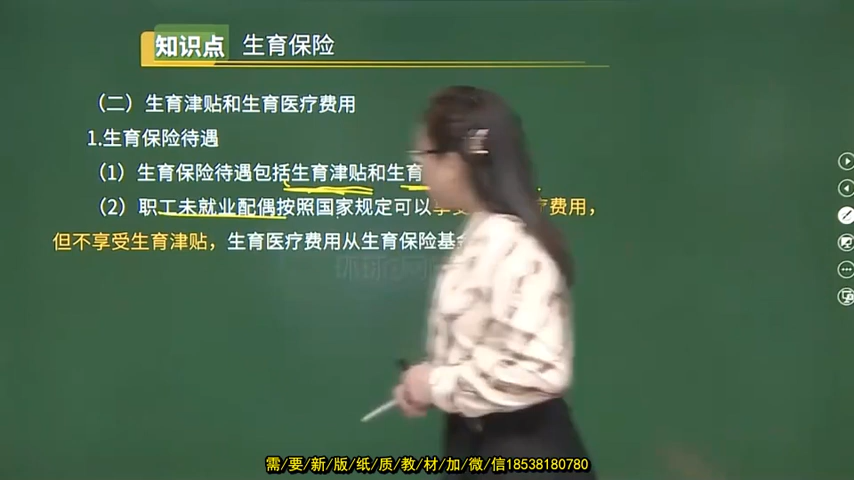 知识点 生育保险
（二）生育津贴和生育医疗费用
1.生育保险待遇
（1）生育保险待遇包括生育津贴和生育
（2）职工未就业配偶按照国家规定可以享受 疗费用，
但不享受生育津贴，生育医疗费用从生育保险基金
需/要/新/版/纸/质/教/材/加/微/信18538180780